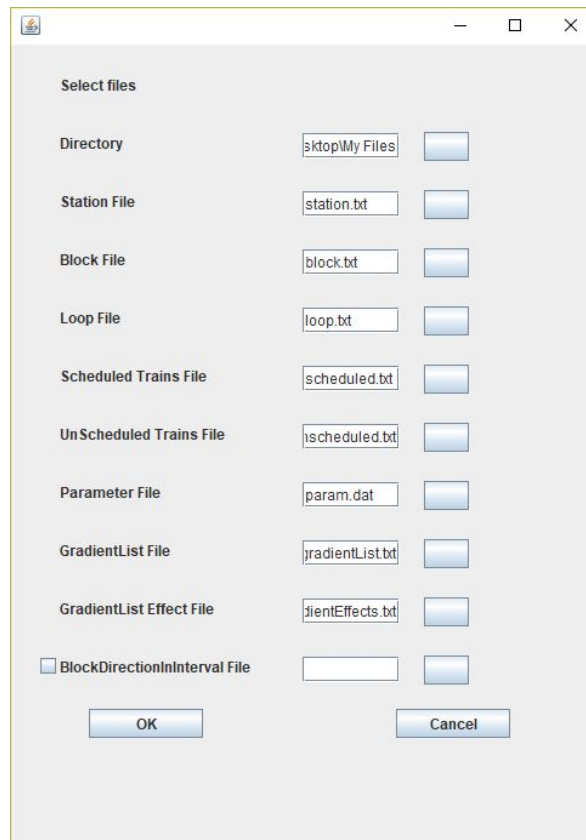 Select files
Directory sktop\My Files
Station File station.txt
Block File block.txt
Loop File loop.txt
Scheduled Trains File scheduled.txt
UnScheduled Trains File nscheduled.txt
Parameter File param.dat
GradientList File gradientList.txt
GradientList Effect File dientEffects.txt
BlockDirectionInInterval File
OK Cancel